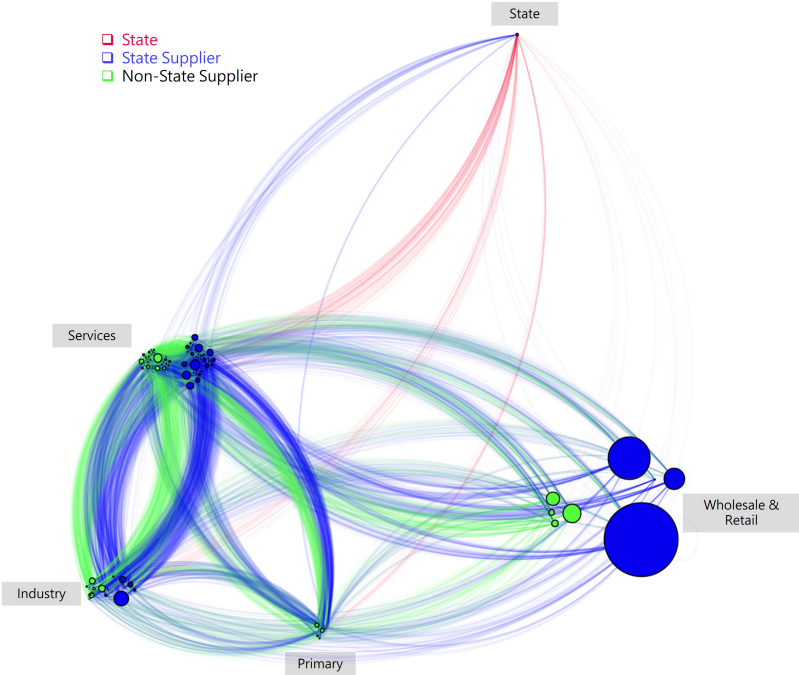 State
State
State Supplier
Non-State Supplier
Services
Wholesale &
Retail
Industry
Primary